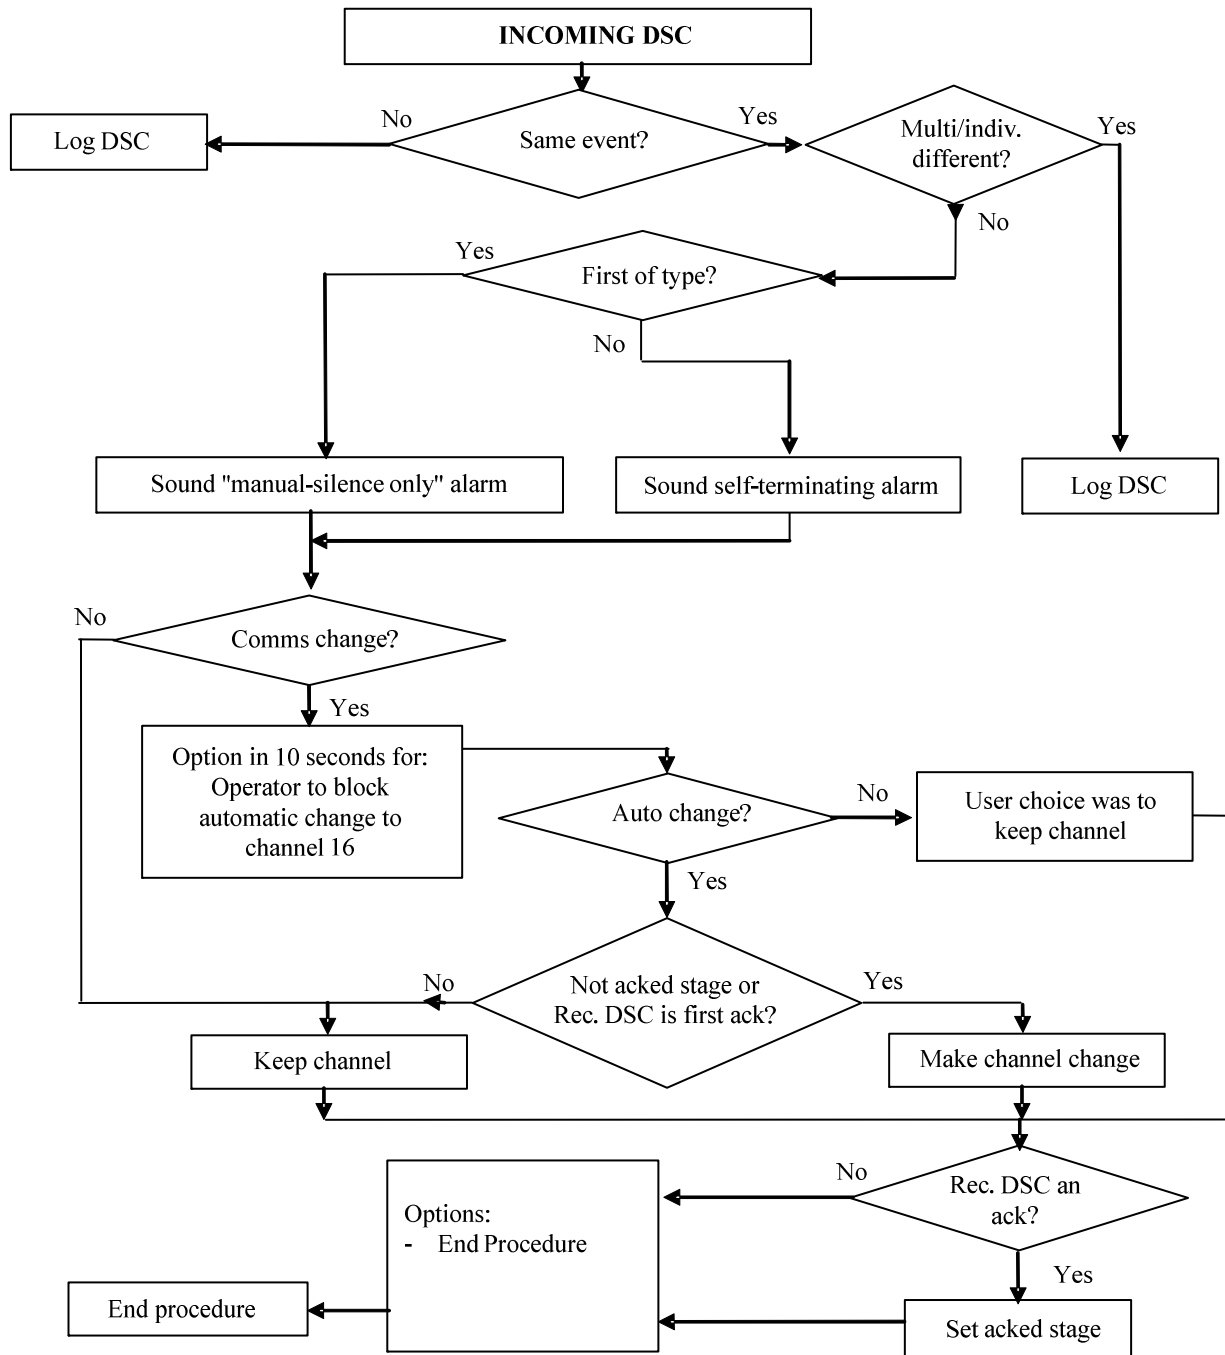 INCOMING DSC
No
Yes
Yes
Log DSC
Same event?
Multi/indiv.
different?
No
Yes
First of type?
No
Sound "manual-silence only" alarm
Sound self-terminating alarm
Log DSC
No
Comms change?
Yes
Option in 10 seconds for:
Operator to block
automatic change to
channel 16
Auto change?
No
User choice was to
keep channel
Yes
No
Not acked stage or
Rec. DSC is first ack?
Yes
Keep channel
Make channel change
No
Rec. DSC an
ack?
Options:
- End Procedure
Yes
End procedure
Set acked stage